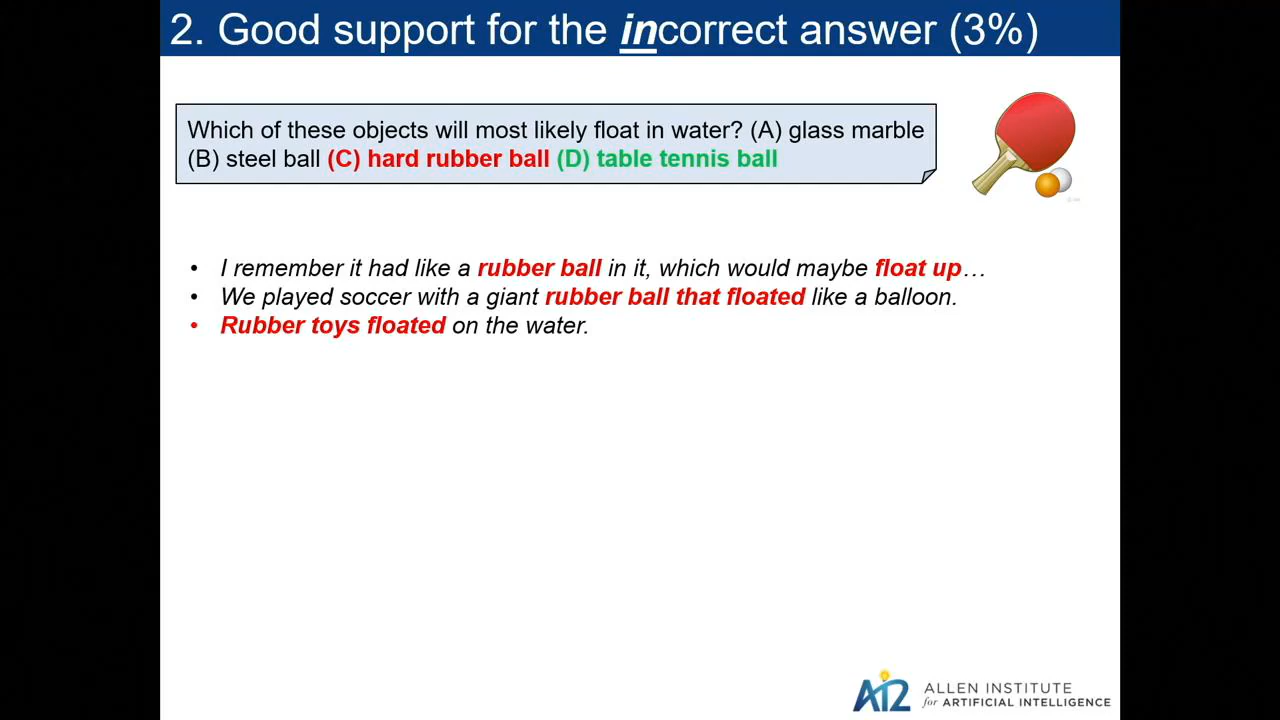 2. Good support for the incorrect answer (3%)
Which of these objects will most likely float in water? (A) glass marble
(B) steel ball (C) hard rubber ball (D) table tennis ball
• I remember it had like a rubber ball in it, which would maybe float up…
• We played soccer with a giant rubber ball that floated like a balloon.
• Rubber toys floated on the water.
AI2
ALLEN INSTITUTE
for ARTIFICIAL INTELLIGENCE